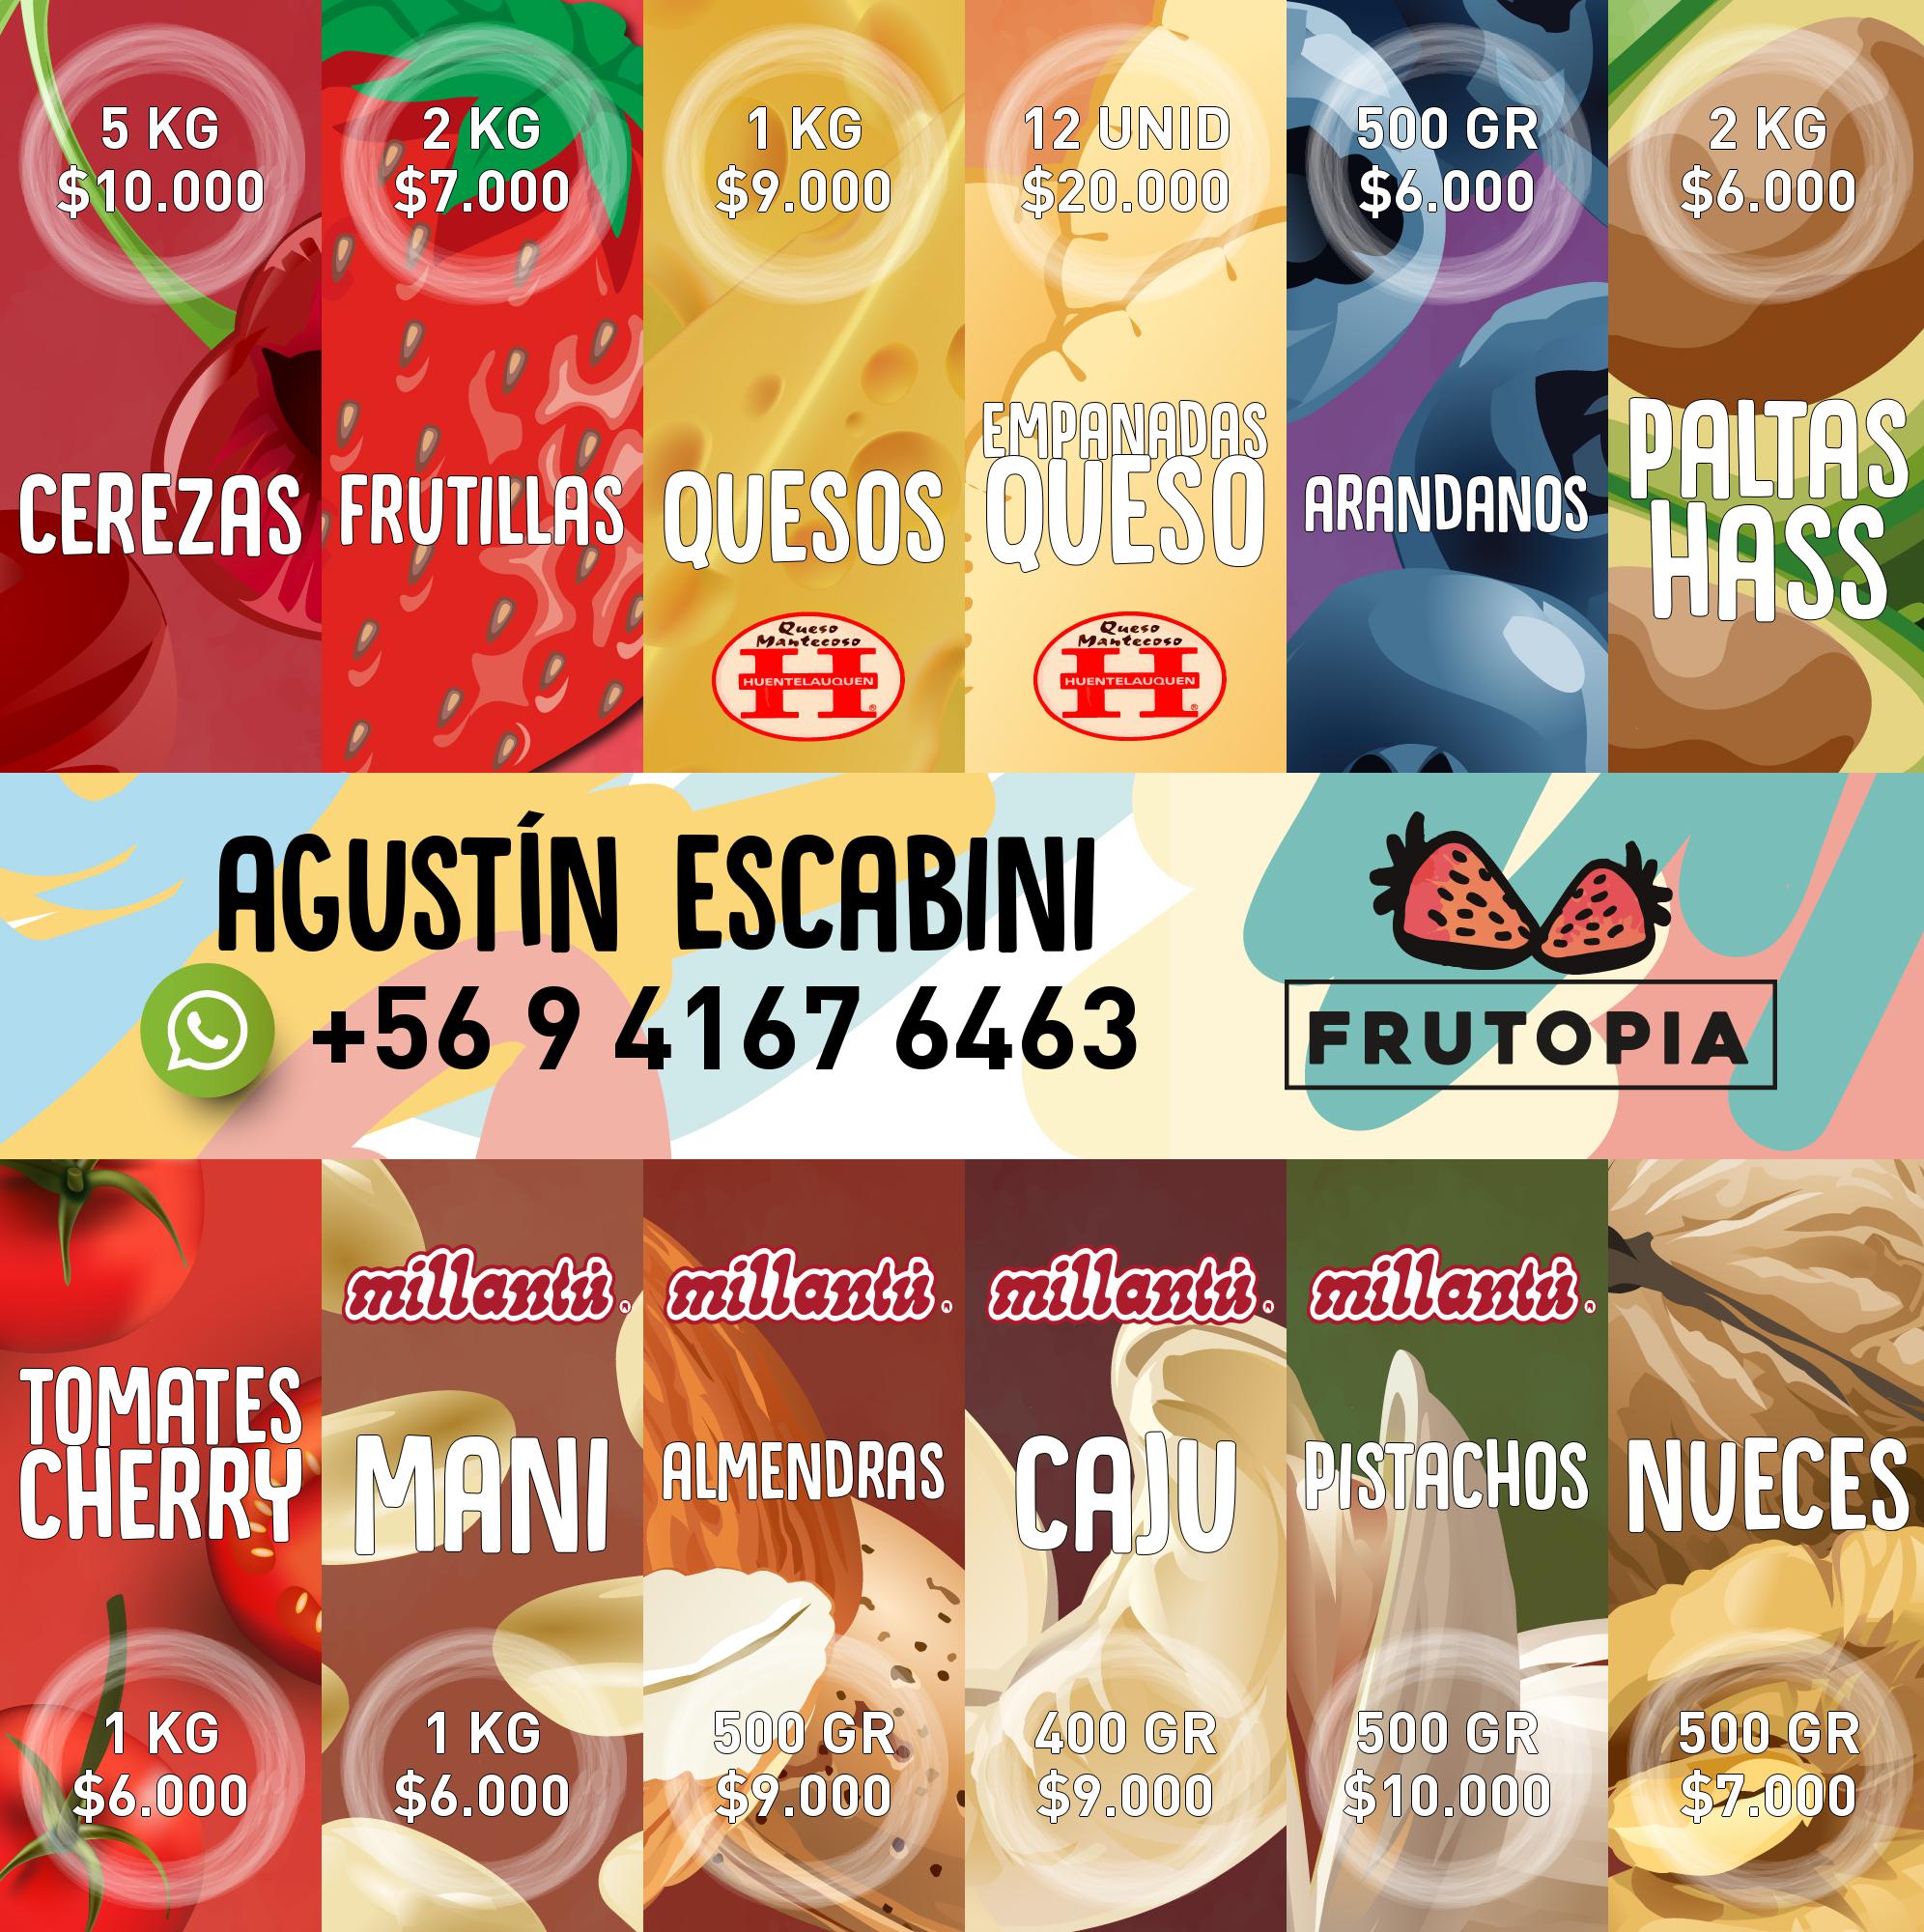 5 KG
$10.000
CEREZAS
2 KG
$7.000
FRUTILLAS
1 KG
$9.000
QUESOS
Queso
Mantecoso
H
HUENTELAUQUEN
®
12 UNID
$20.000
EMPANADAS
QUESO
Queso
Mantecoso
H
HUENTELAUQUEN
®
500 GR
$6.000
ARANDANOS
2 KG
$6.000
PALTAS
HASS
AGUSTÍN ESCABINI
+56 9 4167 6463
FRUTOPIA
TOMATES
CHERRY
1 KG
$6.000
millantú®
MANI
1 KG
$6.000
millantú®
ALMENDRAS
500 GR
$9.000
millantú®
CAJU
400 GR
$9.000
millantú®
PISTACHOS
500 GR
$10.000
NUECES
500 GR
$7.000